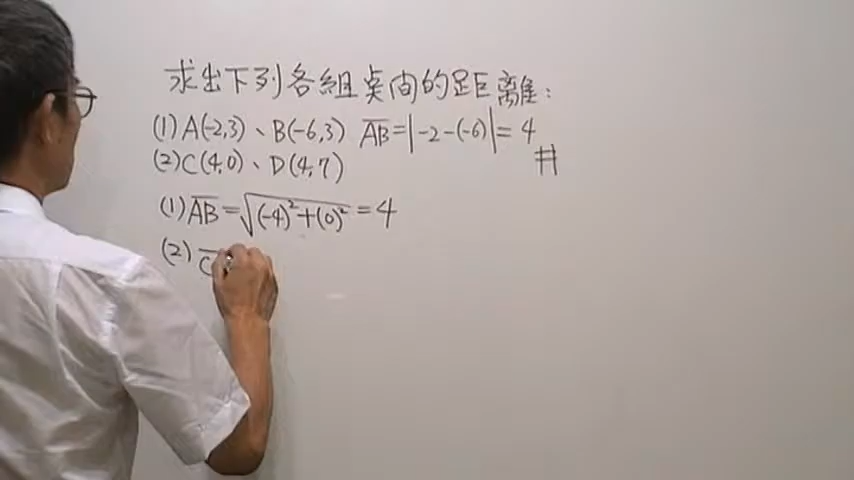 求出下列各組點間的距離：
(1) A(-2,3)、B(-6,3) AB=|-2-(-6)|=4
(2) C(4,0)、D(4,7) #
(1) AB=√(-4)²+(0)²=4
(2) C